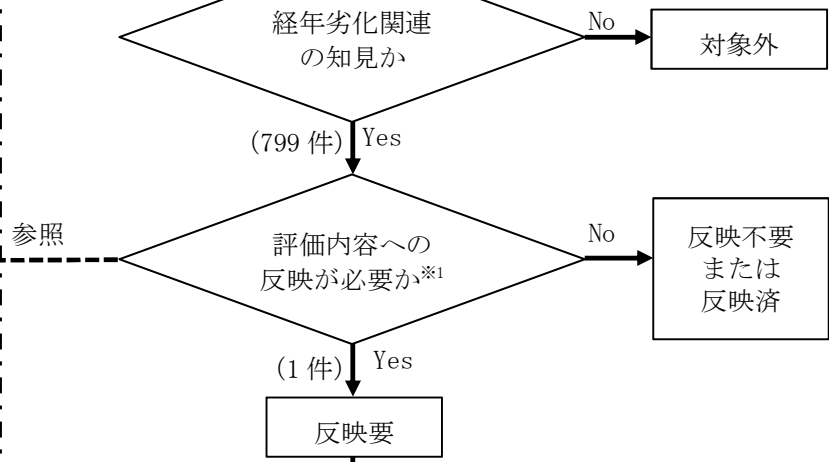 経年劣化関連
の知見か
No
対象外
(799 件)
Yes
参照
評価内容への
反映が必要か※1
No
反映不要
または
反映済
(1 件)
Yes
反映要